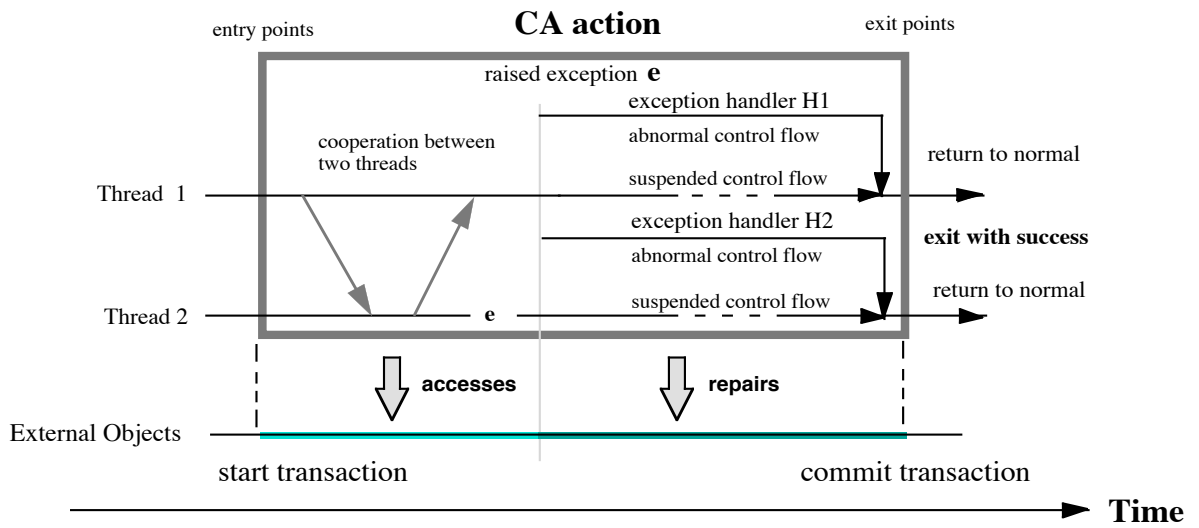 CA action
entry points
exit points
raised exception e
exception handler H1
cooperation between
two threads
abnormal control flow
return to normal
Thread 1
suspended control flow
exception handler H2
exit with success
abnormal control flow
return to normal
Thread 2
e
suspended control flow
accesses
repairs
External Objects
start transaction
commit transaction
Time